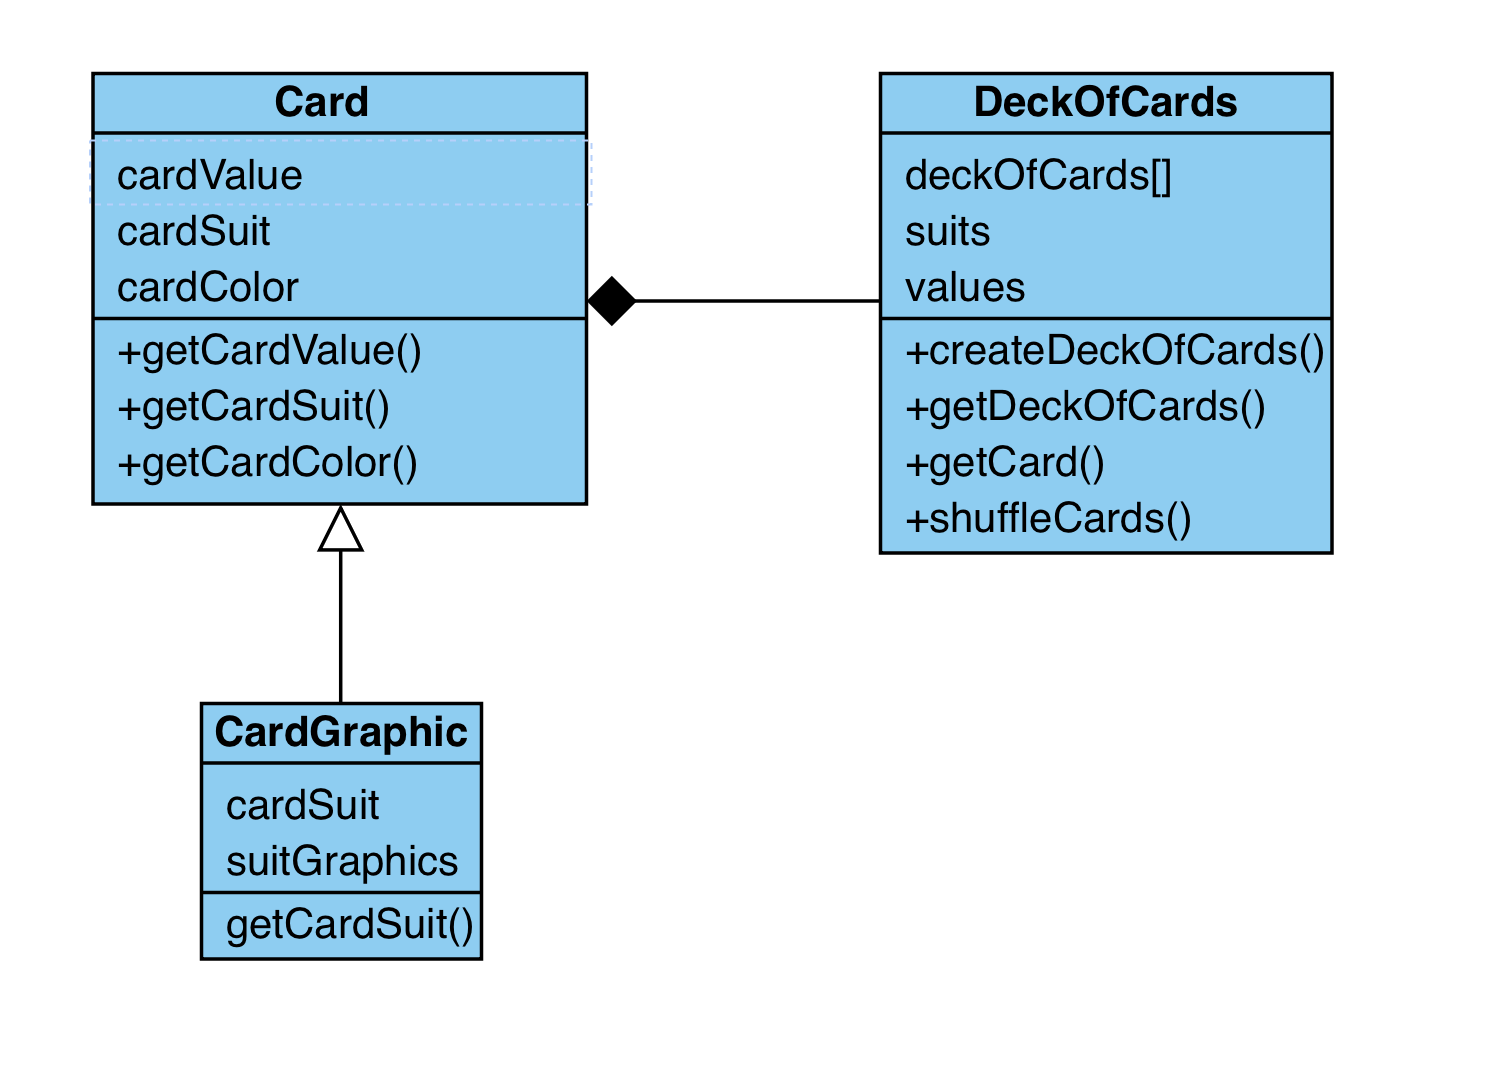 Card
cardValue
cardSuit
cardColor
+getCardValue()
+getCardSuit()
+getCardColor()
DeckOfCards
deckOfCards[]
suits
values
+createDeckOfCards()
+getDeckOfCards()
+getCard()
+shuffleCards()
CardGraphic
cardSuit
suitGraphics
getCardSuit()